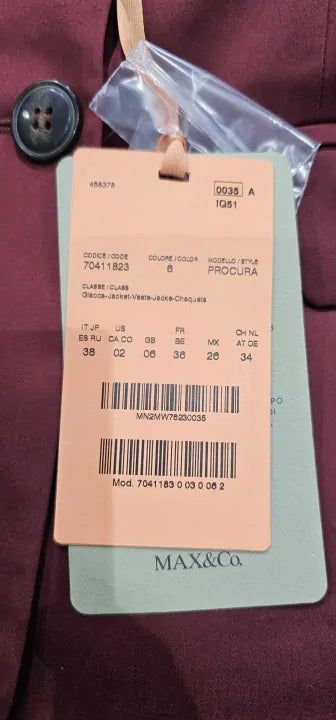 458378
0035 A
IQ51
CODICE / CODE COLORE / COLOR MODELLO / STYLE
70411823 6 PROCURA
CLASSE / CLASS
Giacca-Jacket-Veste-Jacke-Chaqueta
IT JP US FR CH NL
ES RU CA CO GB BE MX AT DE
38 02 06 36 26 34
MN2MW76230035
Mod. 7041183 0 03 0 06 2
MAX&Co.